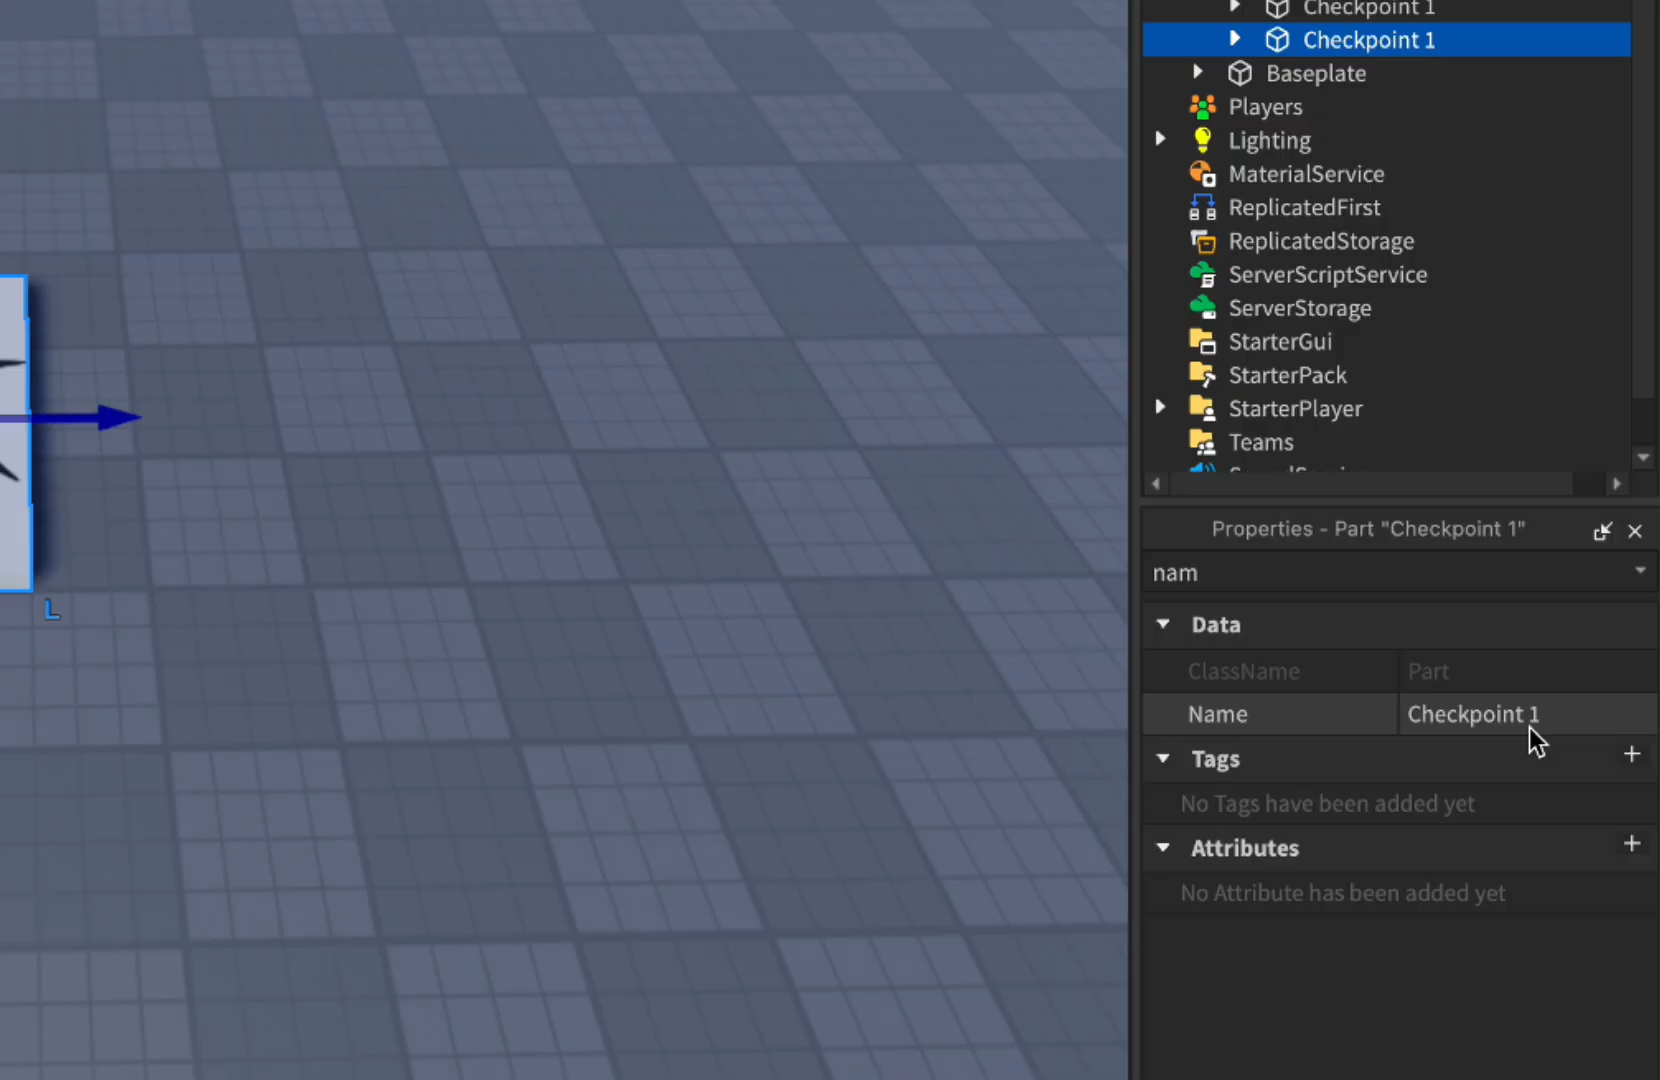 Checkpoint 1
Checkpoint 1
Baseplate
Players
Lighting
MaterialService
ReplicatedFirst
ReplicatedStorage
ServerScriptService
ServerStorage
StarterGui
StarterPack
StarterPlayer
Teams
Properties - Part "Checkpoint 1"
nam
Data
ClassName Part
Name Checkpoint 1
Tags
No Tags have been added yet
Attributes
No Attribute has been added yet
L